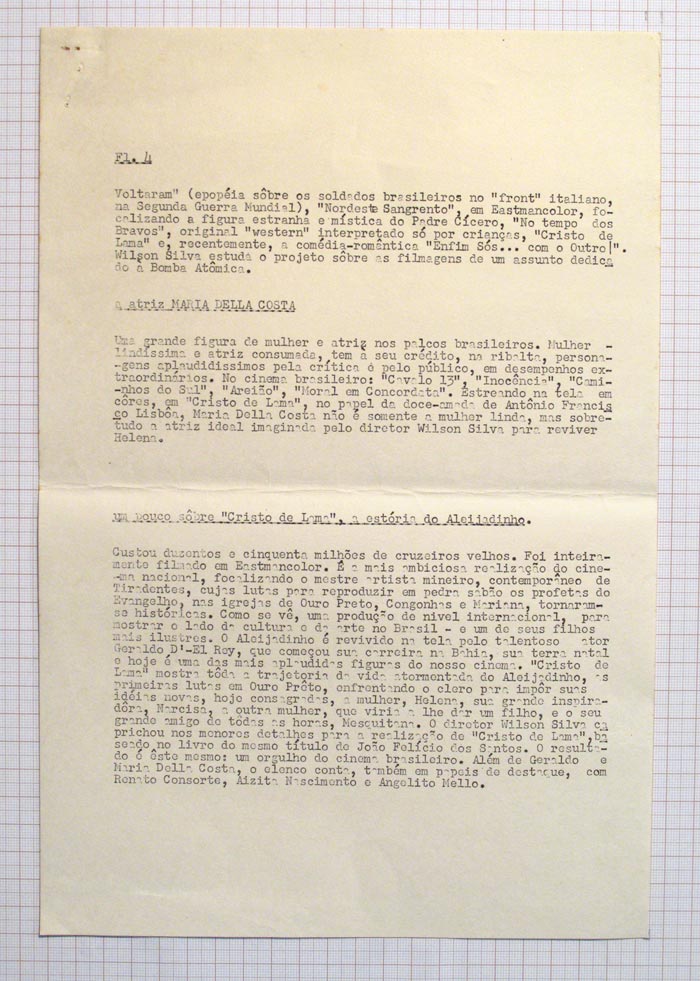 Fl. 4
Voltaram" (epopéia sôbre os soldados brasileiros no "front" italiano,
na Segunda Guerra Mundial), "Nordeste Sangrento", em Eastmancolor, fo-
calizando a figura estranha e mística do Padre Cícero, "No tempo dos
Bravos", original "western" interpretado só por crianças, "Cristo de
Lama" e, recentemente, a comédia-romântica "Enfim Sós... com o Outro|".
Wilson Silva estuda o projeto sôbre as filmagens de um assunto dedica
do à Bomba Atômica.
a atriz MARIA DELLA COSTA
Uma grande figura de mulher e atriz nos palcos brasileiros. Mulher -
lindíssima e atriz consumada, tem à seu crédito, na ribalta, persona-
-gens aplaudidissimos pela crítica é pelo público, em desempenhos ex-
traordinários. No cinema brasileiro: "Cavalo 13", "Inocência", "Cami-
-nhos do Sul", "Areião", "Moral em Concordata". Estreando na tela em
côres, em "Cristo de Lama", no papel da doce-amada de Antônio Francis
co Lisbôa, Maria Della Costa não é somente a mulher linda, mas sobre-
tudo a atriz ideal imaginada pelo diretor Wilson Silva para reviver
Helena.
um pouco sôbre "Cristo de Lama", a estória do Aleijadinho.
Custou duzentos e cinquenta milhões de cruzeiros velhos. Foi inteira-
mente filmado em Eastmancolor. É a mais ambiciosa realização do cine-
-ma nacional, focalizando o mestre artista mineiro, contemporâneo de
Tiradentes, cujas lutas para reproduzir em pedra sabão os profetas do
Evangelho, nas igrejas de Ouro Preto, Congonhas e Mariana, tornaram-
se históricas. Como se vê, uma produção de nivel internacional, para
mostrar o lado da cultura e da arte no Brasil - e um de seus filhos
mais ilustres. O Aleijadinho é revivido na tela pelo talentoso ator
Geraldo D'-El Rey, que começou sua carreira na Bahia, sua terra natal
e hoje é uma das mais aplaudidas figuras do nosso cinema. "Cristo de
Lama" mostra tôda a trajetoria da vida atormentada do Aleijadinho, as
primeiras lutas em Ouro Prêto, enfrentando o clero para impôr suas
idéias novas, hoje consagradas, a mulher, Helena, sua grande inspira-
dôra, Narcisa, a outra mulher, que viria a lhe dar um filho, e o seu
grande amigo de tôdas as horas, Mesquitana. O diretor Wilson Silva ca
prichou nos menores detalhes para a realização de "Cristo de Lama",ba
seado no livro do mesmo título de João Felício dos Santos. O resulta-
do é êste mesmo: um orgulho do cinema brasileiro. Além de Geraldo e
Maria Della Costa, o elenco conta, também em papeis de destaque, com
Renato Consorte, Aizita Nascimento e Angelito Mello.